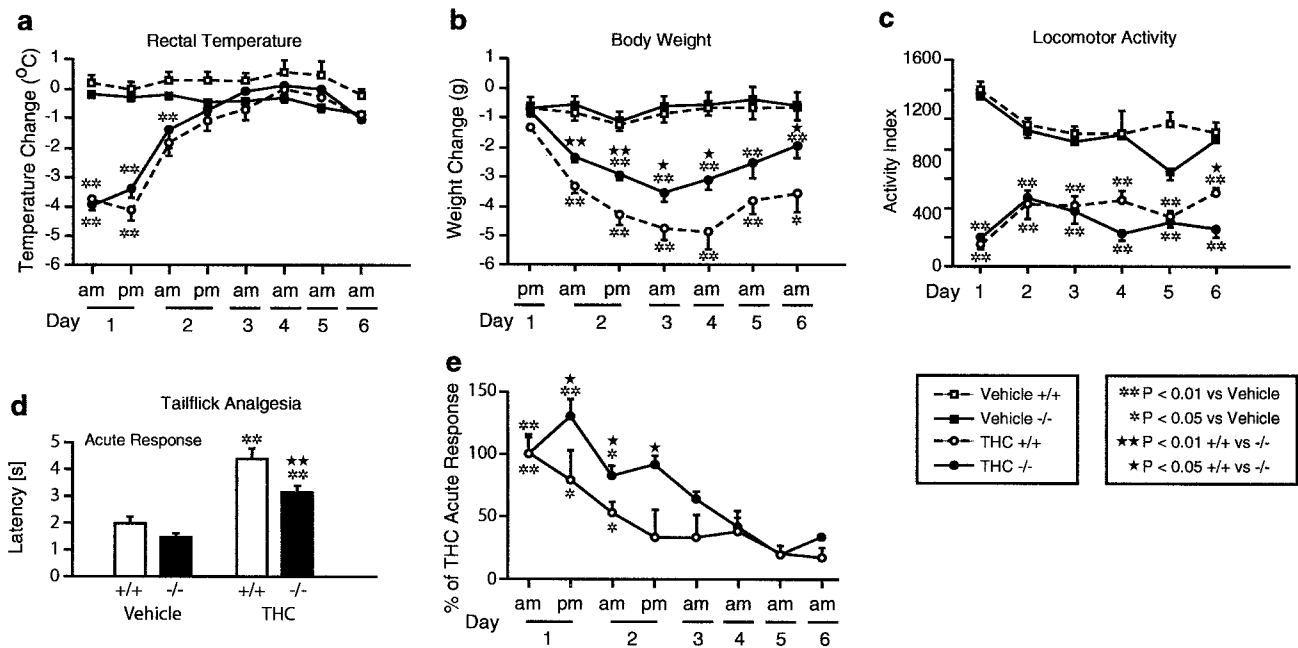 a
Rectal Temperature
Temperature Change (°C)
1
0
-1
-2
-3
-4
-5
-6
✲✲
✲✲
✲✲
✲✲
✲✲
am pm am pm am am am am
Day 1 2 3 4 5 6
b
Body Weight
Weight Change (g)
1
0
-1
-2
-3
-4
-5
-6
★★
✲✲
★★
✲✲
✲✲
★
✲✲
✲✲
★
✲✲
✲✲
✲✲
✲✲
★
✲✲
✲
pm am pm am am am am
Day 1 2 3 4 5 6
c
Locomotor Activity
Activity Index
1600
1200
800
400
0
✲✲ ✲✲ ✲✲ ✲✲ ✲✲ ★
✲✲
✲✲ ✲✲ ✲✲ ✲✲ ✲✲ ✲✲
Day 1 2 3 4 5 6
d
Tailflick Analgesia
Acute Response
Latency [s]
5
4
3
2
1
0
✲✲
★★
✲✲
+/+ -/- +/+ -/-
Vehicle THC
e
% of THC Acute Response
150
100
50
0
✲✲
✲✲
★
✲✲
✲
★
✲
✲
★
am pm am pm am am am am
Day 1 2 3 4 5 6
Vehicle +/+
Vehicle -/-
THC +/+
THC -/-
✲✲ P < 0.01 vs Vehicle
✲ P < 0.05 vs Vehicle
★★ P < 0.01 +/+ vs -/-
★ P < 0.05 +/+ vs -/-